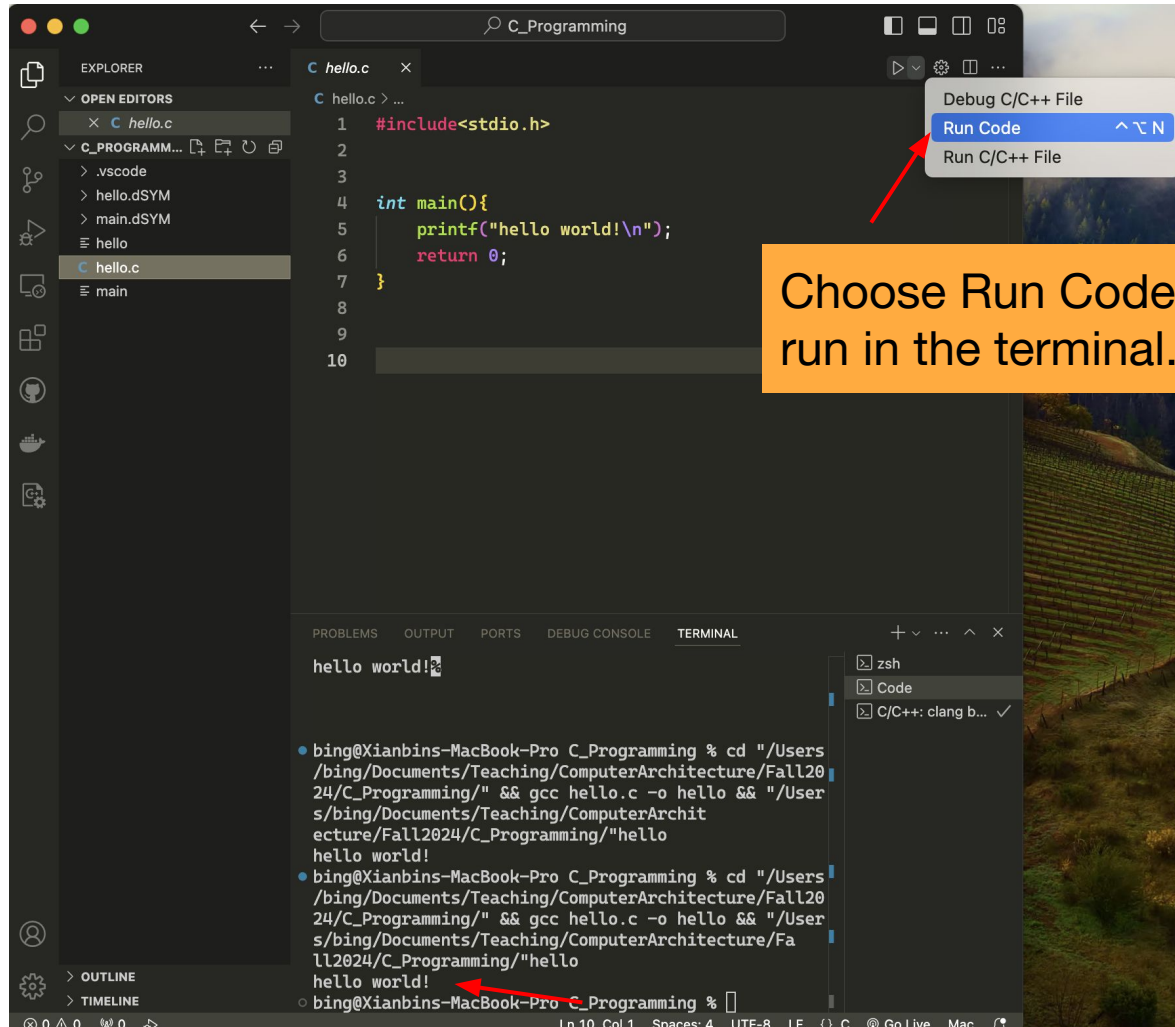 C_Programming
EXPLORER
OPEN EDITORS
C hello.c
C_PROGRAMM...
.vscode
hello.dSYM
main.dSYM
hello
C hello.c
main
OUTLINE
TIMELINE
C hello.c
C hello.c > ...
1 #include<stdio.h>
2
3
4 int main(){
5 printf("hello world!\n");
6 return 0;
7 }
8
9
10
Debug C/C++ File
Run Code ^⌥N
Run C/C++ File
Choose Run Code
run in the terminal.
PROBLEMS OUTPUT PORTS DEBUG CONSOLE TERMINAL
hello world!%
bing@Xianbins-MacBook-Pro C_Programming % cd "/Users
/bing/Documents/Teaching/ComputerArchitecture/Fall20
24/C_Programming/" && gcc hello.c -o hello && "/User
s/bing/Documents/Teaching/ComputerArchit
ecture/Fall2024/C_Programming/"hello
hello world!
bing@Xianbins-MacBook-Pro C_Programming % cd "/Users
/bing/Documents/Teaching/ComputerArchitecture/Fall20
24/C_Programming/" && gcc hello.c -o hello && "/User
s/bing/Documents/Teaching/ComputerArchitecture/Fa
ll2024/C_Programming/"hello
hello world!
bing@Xianbins-MacBook-Pro C_Programming %
zsh
Code
C/C++: clang b...
0 0 0 Ln 10, Col 1 Spaces: 4 UTF-8 LF {} C Go Live Mac